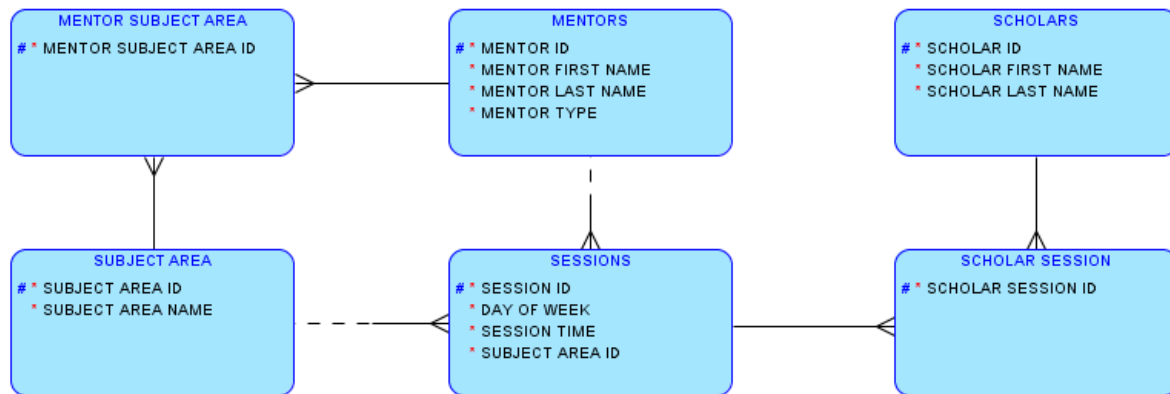 MENTOR SUBJECT AREA
# * MENTOR SUBJECT AREA ID
MENTORS
# * MENTOR ID
* MENTOR FIRST NAME
* MENTOR LAST NAME
* MENTOR TYPE
SCHOLARS
# * SCHOLAR ID
* SCHOLAR FIRST NAME
* SCHOLAR LAST NAME
SUBJECT AREA
# * SUBJECT AREA ID
* SUBJECT AREA NAME
SESSIONS
# * SESSION ID
* DAY OF WEEK
* SESSION TIME
* SUBJECT AREA ID
SCHOLAR SESSION
# * SCHOLAR SESSION ID